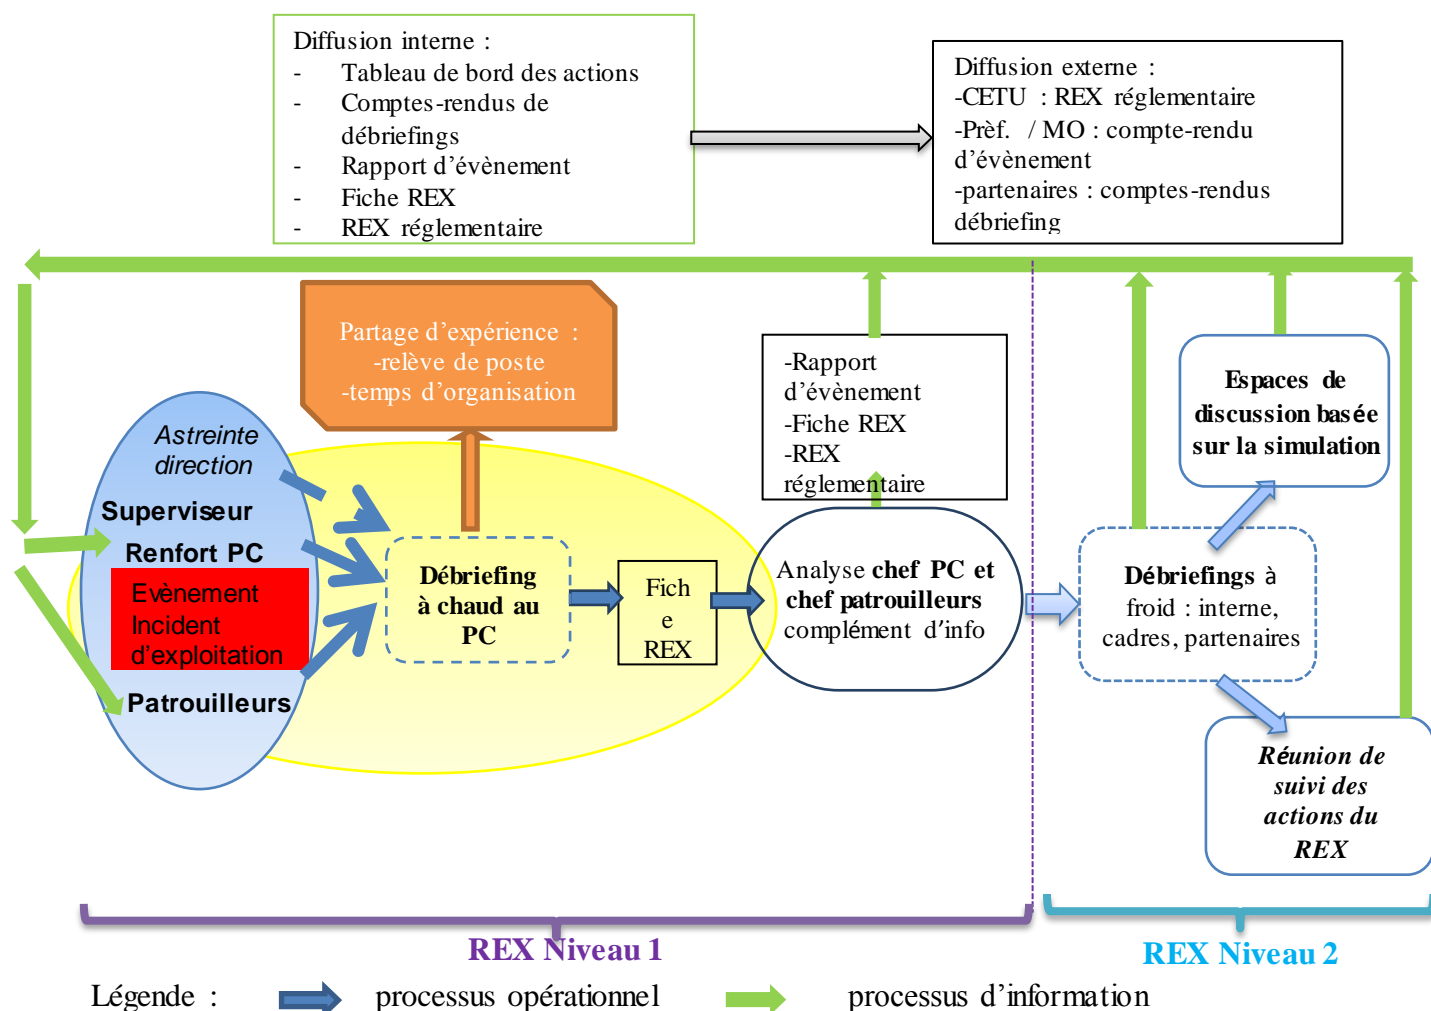 Diffusion interne :
- Tableau de bord des actions
- Comptes-rendus de
débriefings
- Rapport d’évènement
- Fiche REX
- REX réglementaire
Diffusion externe :
-CETU : REX réglementaire
-Prèf. / MO : compte-rendu
d’évènement
-partenaires : comptes-rendus
débriefing
Partage d’expérience :
-relève de poste
-temps d’organisation
-Rapport
d’évènement
-Fiche REX
-REX
réglementaire
Espaces de
discussion basée
sur la simulation
Astreinte
direction
Superviseur
Renfort PC
Evènement
Incident
d’exploitation
Patrouilleurs
Débriefing
à chaud au
PC
Fich
e
REX
Analyse chef PC et
chef patrouilleurs
complément d’info
Débriefings à
froid : interne,
cadres, partenaires
Réunion de
suivi des
actions du
REX
REX Niveau 1
REX Niveau 2
Légende : processus opérationnel processus d’information